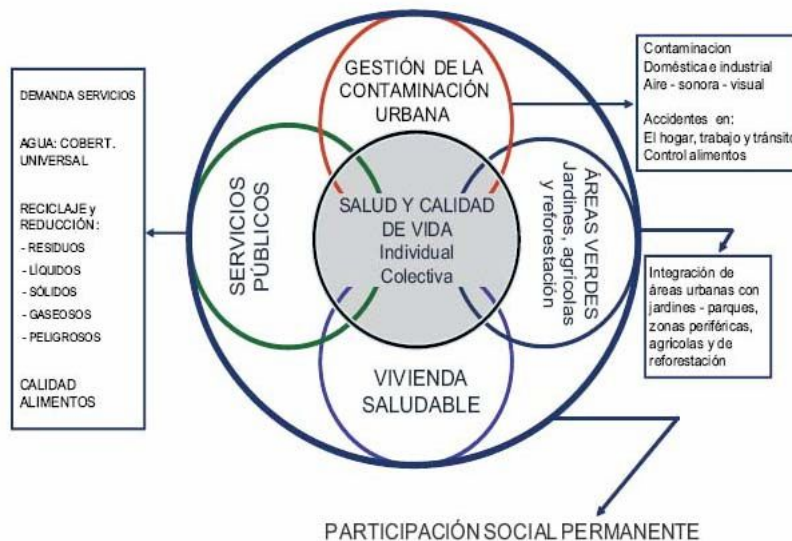 GESTIÓN DE LA
CONTAMINACIÓN
URBANA
Contaminacion
Doméstica e industrial
Aire - sonora - visual
Accidentes en:
El hogar, trabajo y tránsito
Control alimentos
DEMANDA SERVICIOS
AGUA: COBERT.
UNIVERSAL
RECICLAJE y
REDUCCIÓN:
- RESIDUOS
- LÍQUIDOS
- SÓLIDOS
- GASEOSOS
- PELIGROSOS
CALIDAD
ALIMENTOS
SERVICIOS
PÚBLICOS
SALUD Y CALIDAD
DE VIDA
Individual
Colectiva
ÁREAS VERDES
Jardines, agrícolas
y reforestación
Integración de
áreas urbanas con
jardines - parques,
zonas periféricas,
agrícolas y de
reforestación
VIVIENDA
SALUDABLE
PARTICIPACIÓN SOCIAL PERMANENTE